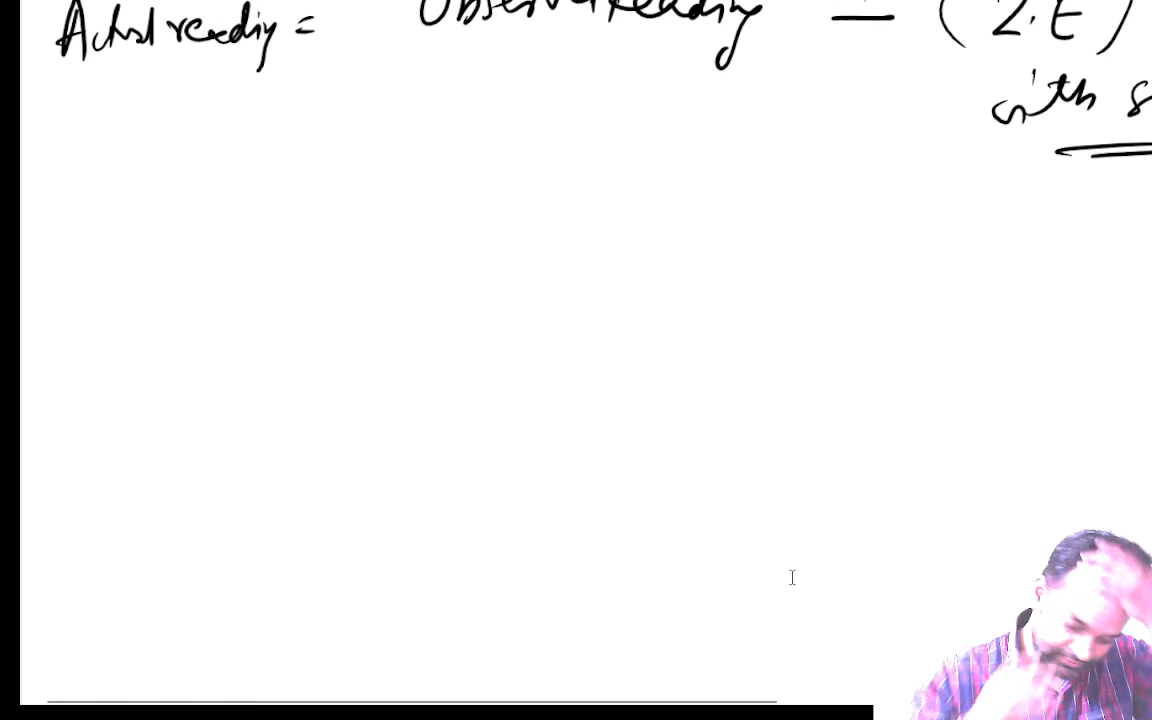 Actual reading = Observed Reading − (Z.E)
with s